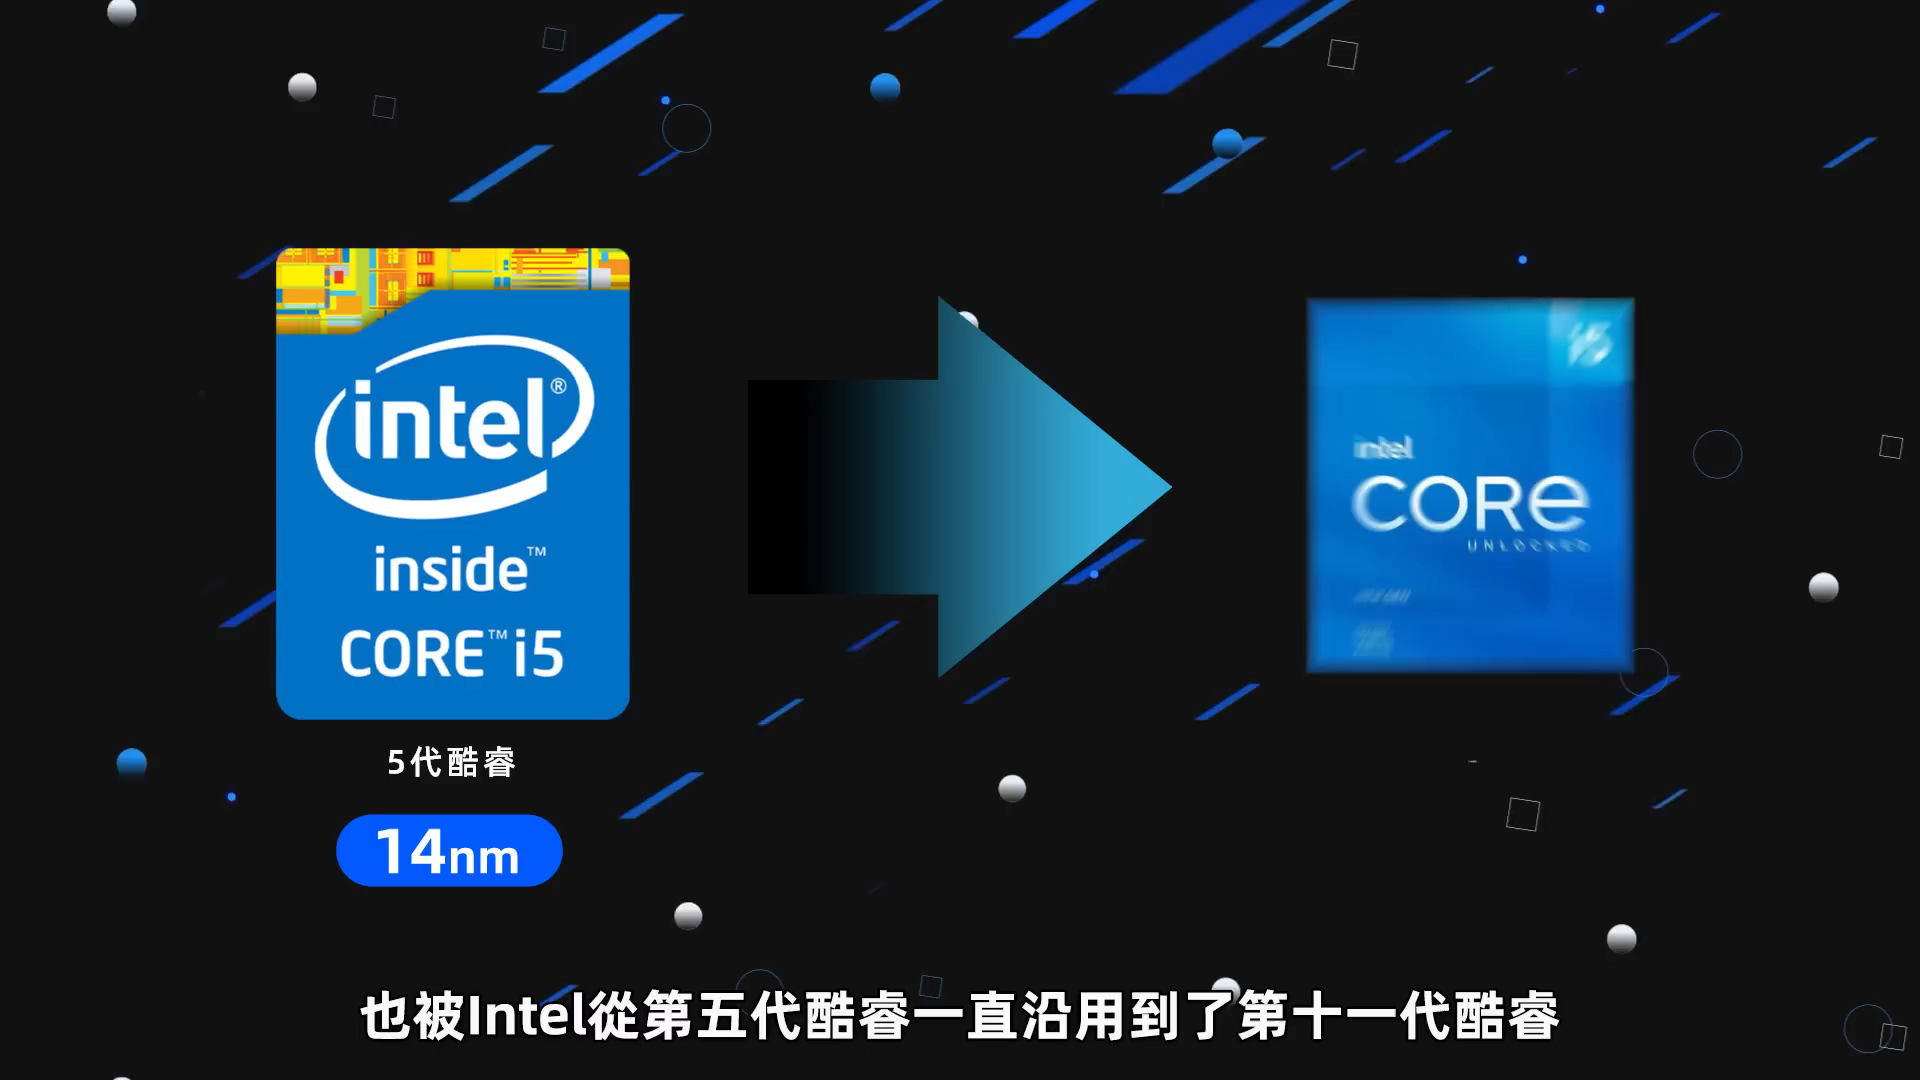 intel®
inside™
CORE™ i5
5代酷睿
14nm
i5
intel
CORE
UNLOCKED
也被Intel從第五代酷睿一直沿用到了第十一代酷睿